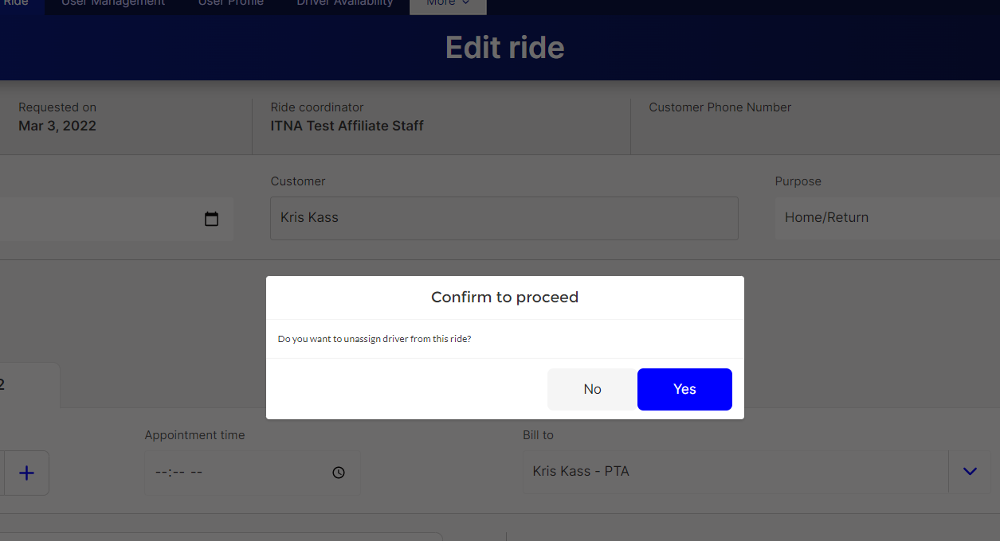 Ride User Management User Profile Driver Availability More
Edit ride
Requested on Ride coordinator Customer Phone Number
Mar 3, 2022 ITNA Test Affiliate Staff
Customer Purpose
Kris Kass Home/Return
Confirm to proceed
Do you want to unassign driver from this ride?
2
No Yes
Appointment time Bill to
--:-- -- Kris Kass - PTA